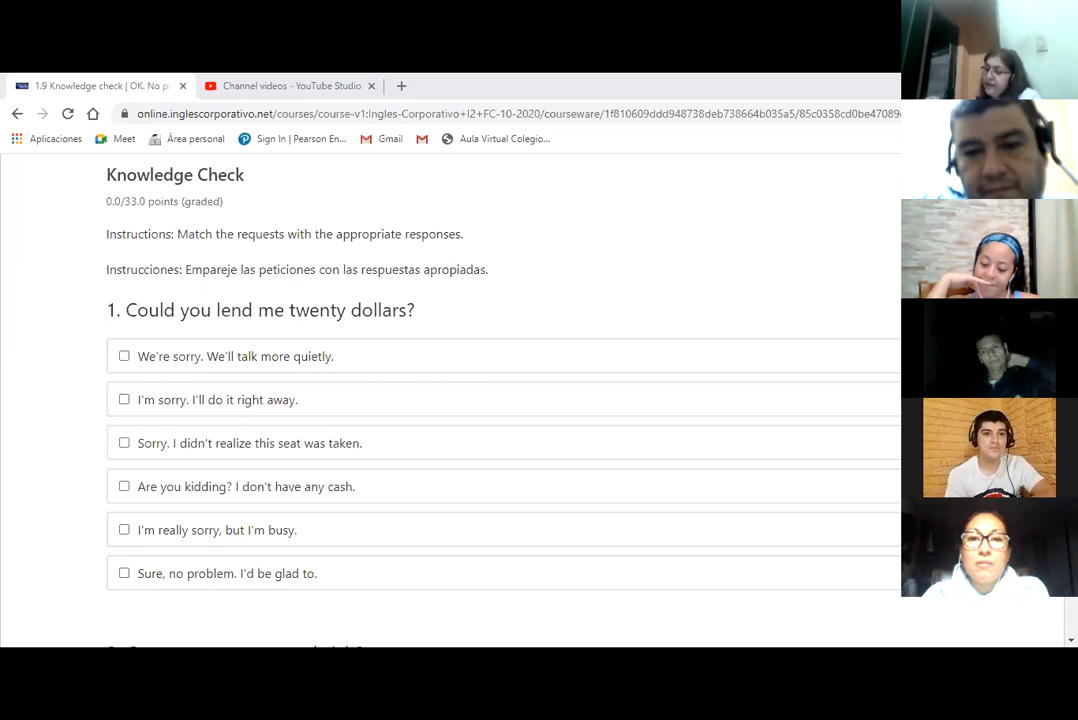 1.9 Knowledge check | OK. No p
Channel videos - YouTube Studio
online.inglescorporativo.net/courses/course-v1:Ingles-Corporativo+I2+FC-10-2020/courseware/1f810609ddd948738deb738664b035a5/85c0358cd0be47089
Aplicaciones
Meet
Área personal
Sign In | Pearson En...
Gmail
Aula Virtual Colegio...
Knowledge Check
0.0/33.0 points (graded)
Instructions: Match the requests with the appropriate responses.
Instrucciones: Empareje las peticiones con las respuestas apropiadas.
1. Could you lend me twenty dollars?
We're sorry. We'll talk more quietly.
I'm sorry. I'll do it right away.
Sorry. I didn't realize this seat was taken.
Are you kidding? I don't have any cash.
I'm really sorry, but I'm busy.
Sure, no problem. I'd be glad to.